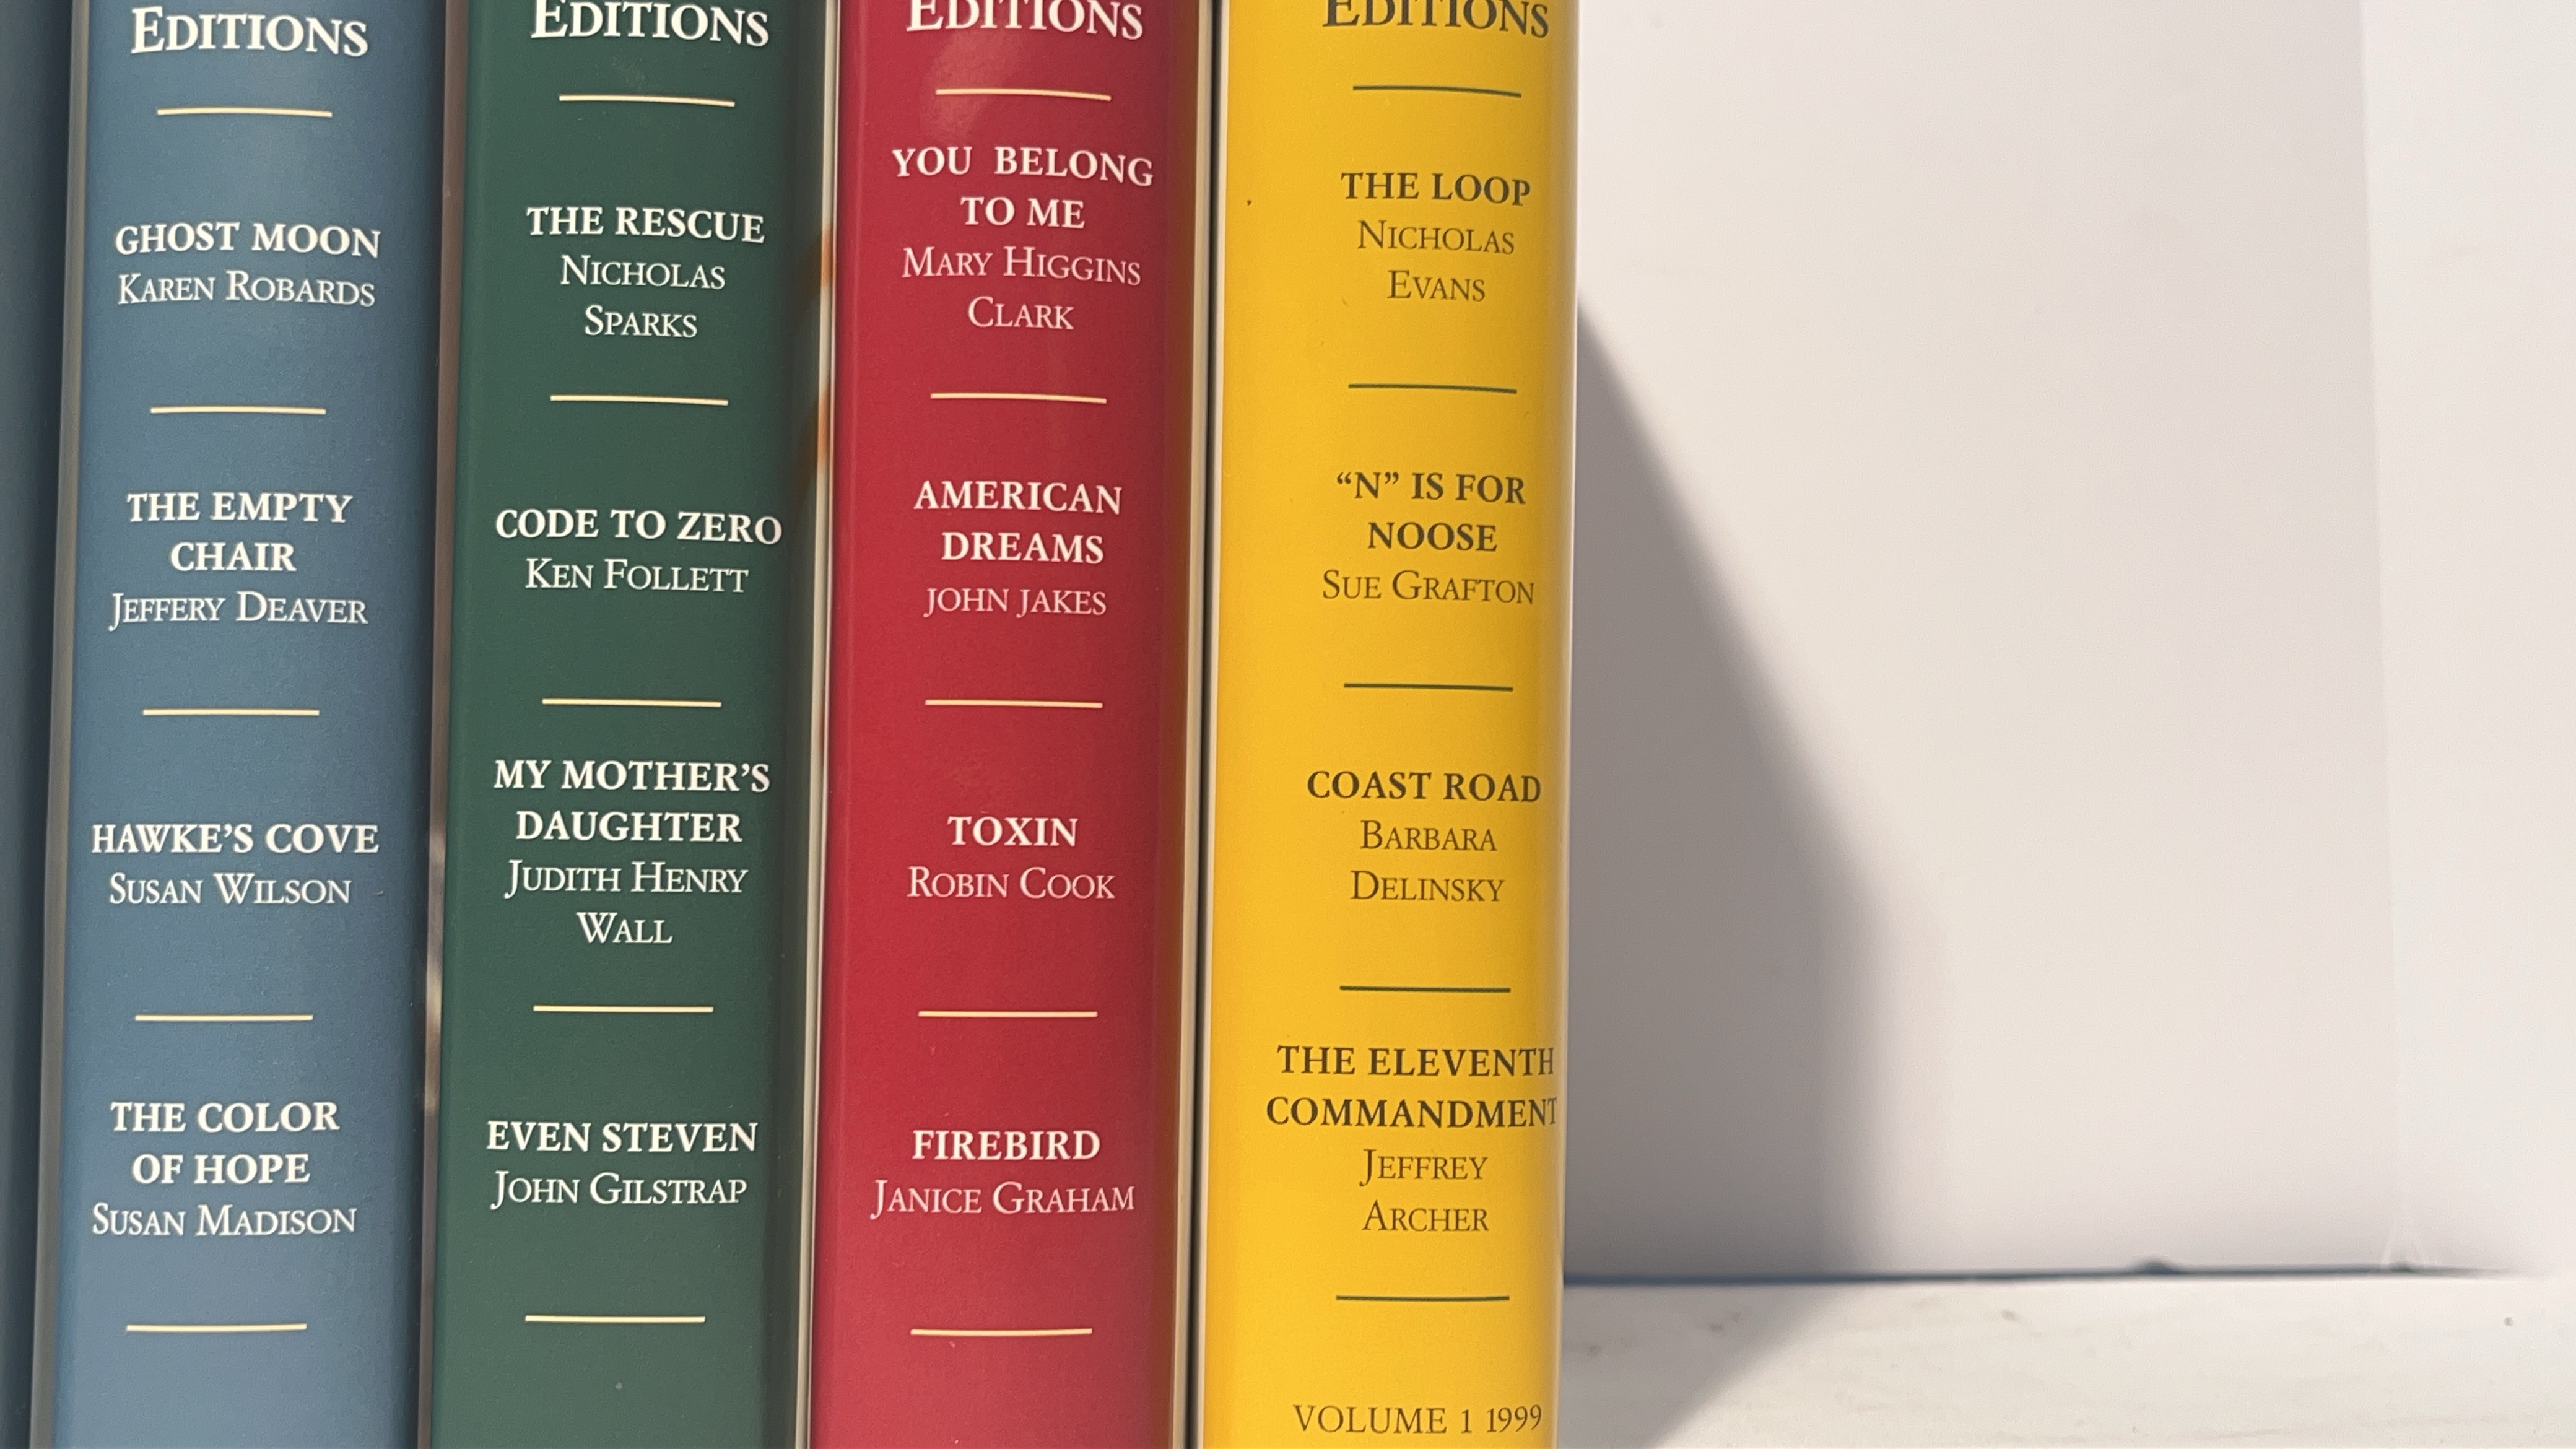 EDITIONS
GHOST MOON
KAREN ROBARDS
THE EMPTY
CHAIR
JEFFERY DEAVER
HAWKE'S COVE
SUSAN WILSON
THE COLOR
OF HOPE
SUSAN MADISON
EDITIONS
THE RESCUE
NICHOLAS
SPARKS
CODE TO ZERO
KEN FOLLETT
MY MOTHER'S
DAUGHTER
JUDITH HENRY
WALL
EVEN STEVEN
JOHN GILSTRAP
EDITIONS
YOU BELONG
TO ME
MARY HIGGINS
CLARK
AMERICAN
DREAMS
JOHN JAKES
TOXIN
ROBIN COOK
FIREBIRD
JANICE GRAHAM
EDITIONS
THE LOOP
NICHOLAS
EVANS
“N” IS FOR
NOOSE
SUE GRAFTON
COAST ROAD
BARBARA
DELINSKY
THE ELEVENTH
COMMANDMENT
JEFFREY
ARCHER
VOLUME 1 1999